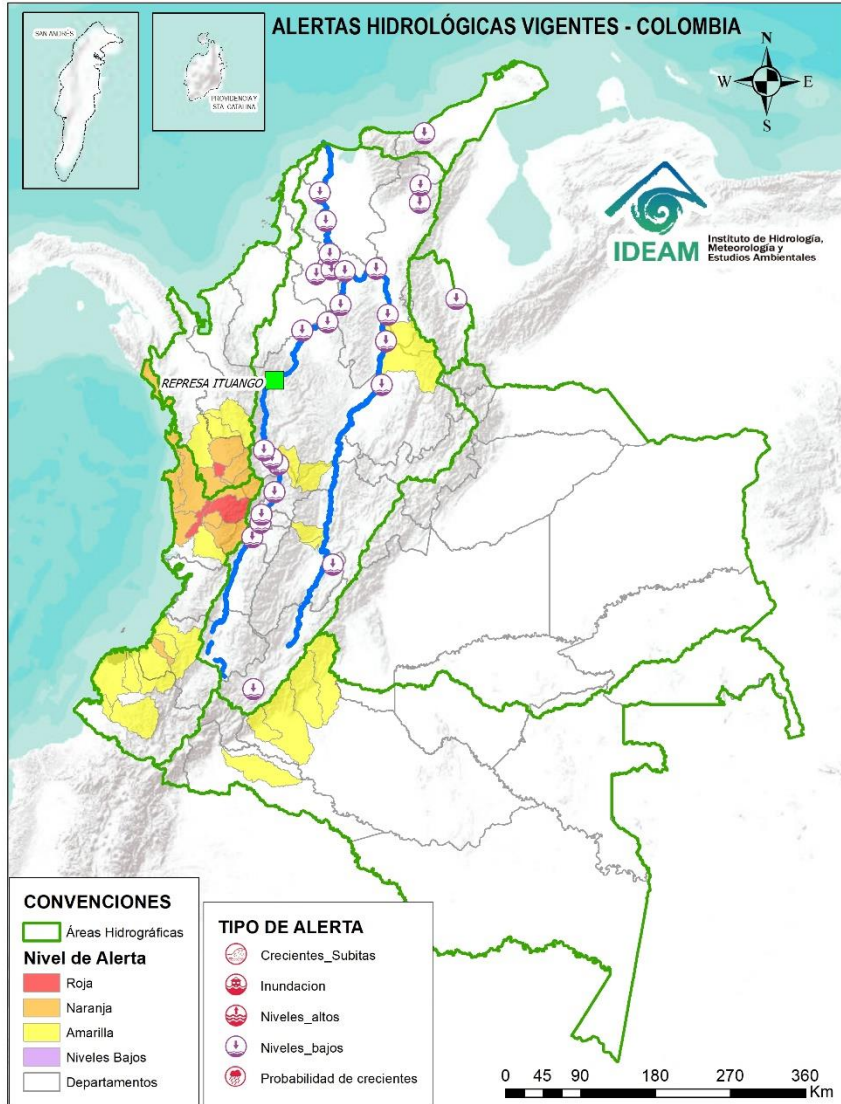 ALERTAS HIDROLÓGICAS VIGENTES - COLOMBIA
SAN ANDRÉS
PROVIDENCIA Y
STA. CATALINA
N
W
E
S
IDEAM
Instituto de Hidrología,
Meteorología y
Estudios Ambientales
REPRESA ITUANGO
CONVENCIONES
Áreas Hidrográficas
Nivel de Alerta
Roja
Naranja
Amarilla
Niveles Bajos
Departamentos
TIPO DE ALERTA
Crecientes_Subitas
Inundacion
Niveles_altos
Niveles_bajos
Probabilidad de crecientes
0 45 90 180 270 360
Km